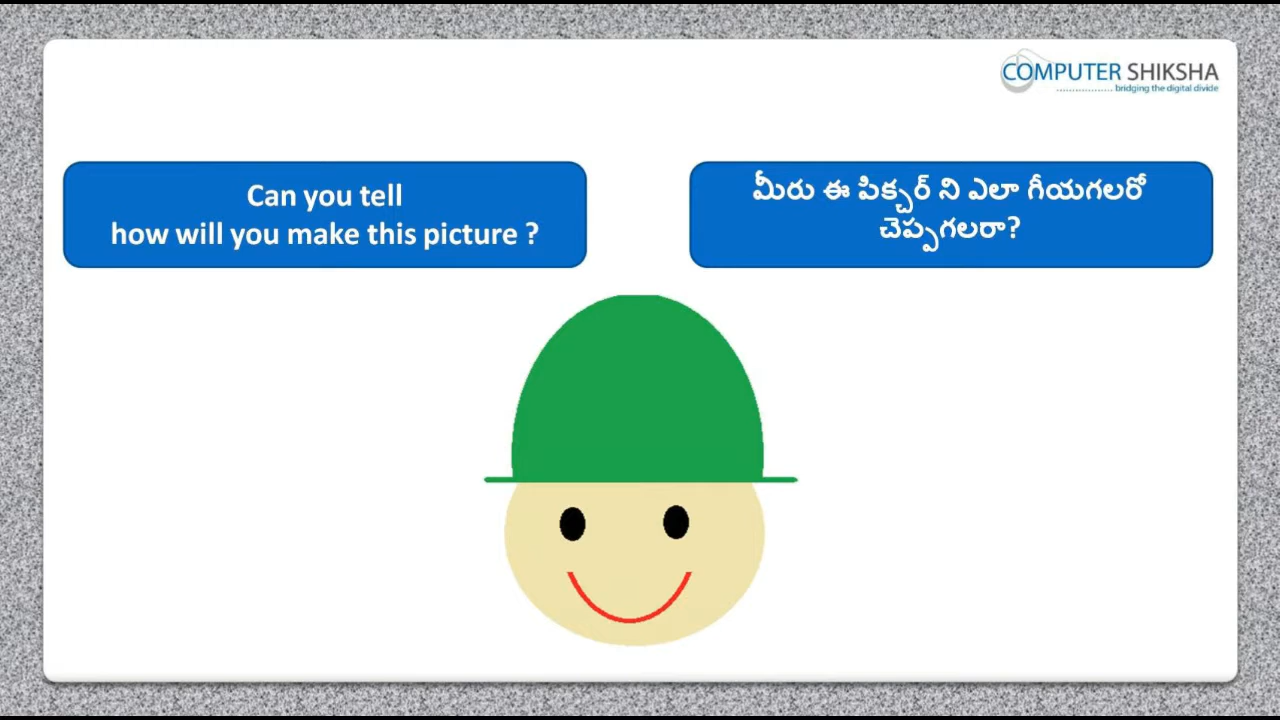 COMPUTER SHIKSHA
bridging the digital divide
Can you tell
how will you make this picture ?
మీరు ఈ పిక్చర్ ని ఎలా గీయగలరో
చెప్పగలరా?